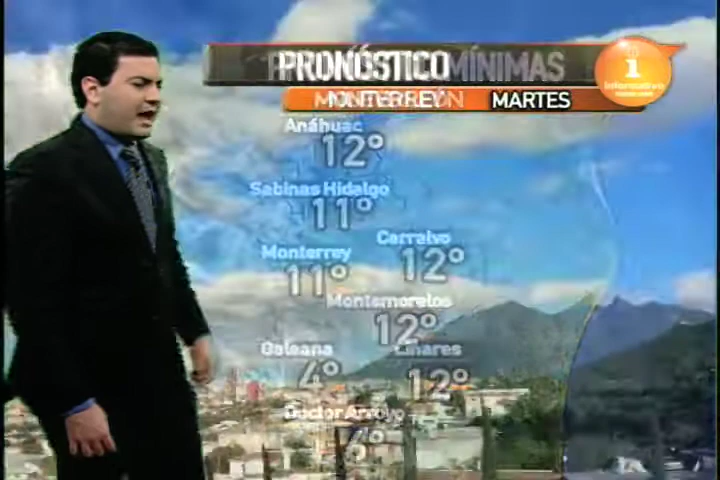 PRONÓSTICO MÍNIMAS
MONTERREY MARTES
i
informativo
Anáhuac
12°
Sabinas Hidalgo
11°
Cerralvo
Monterrey
12°
11°
Montemorelos
12°
Galeana
Linares
4°
12°
Doctor Arroyo
6°